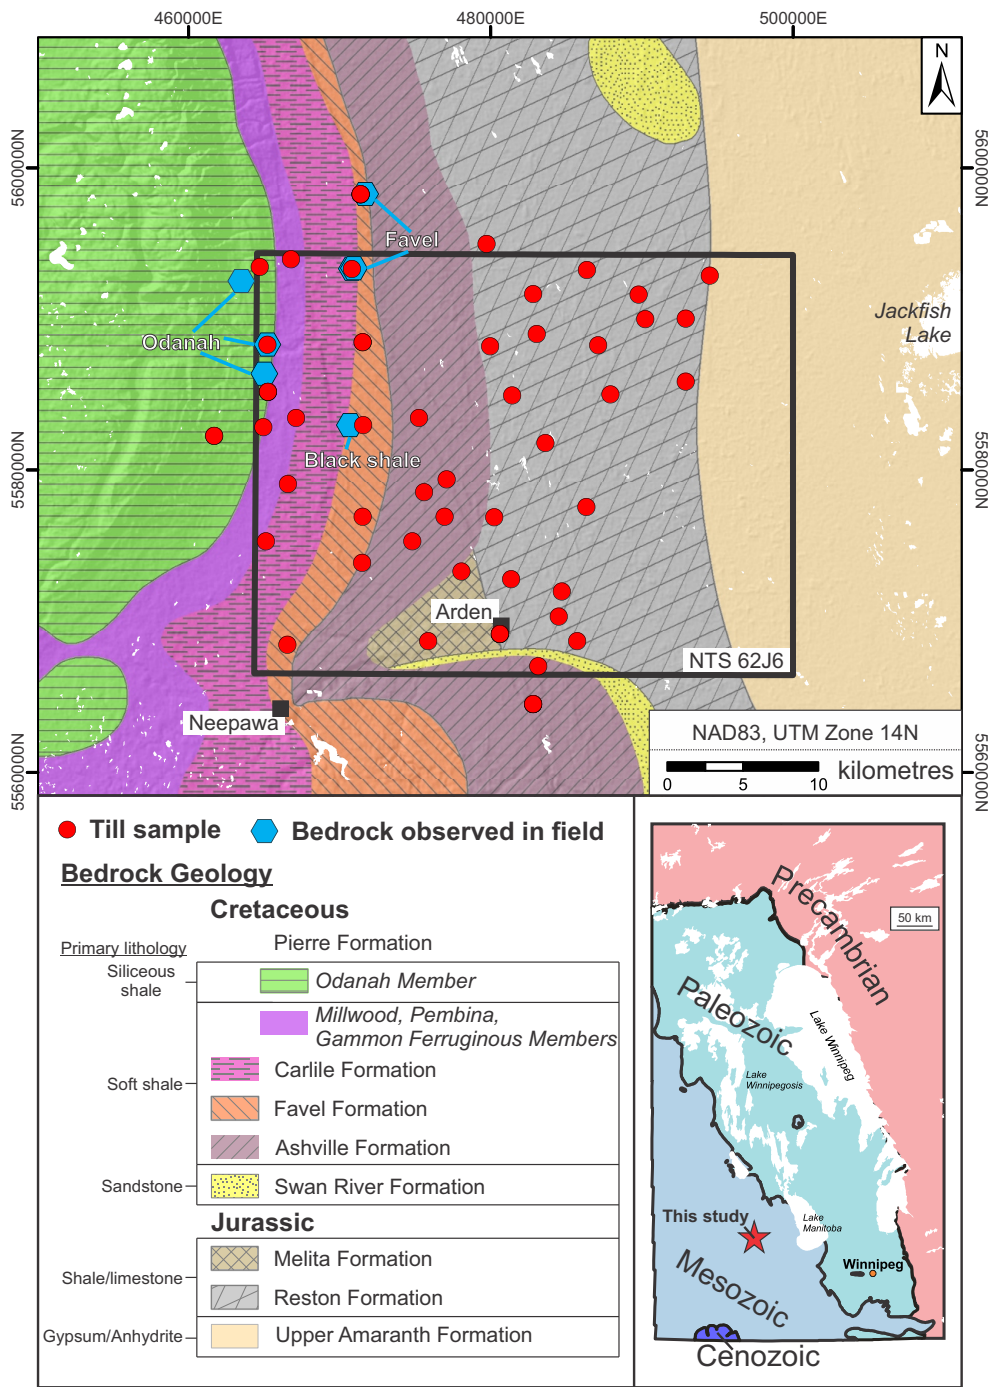 460000E
480000E
500000E
N
5600000N
5600000N
Favel
Jackfish
Lake
Odanah
Black shale
5580000N
5580000N
Arden
NTS 62J6
Neepawa
NAD83, UTM Zone 14N
0 5 10 kilometres
5560000N
5560000N
Till sample
Bedrock observed in field
Bedrock Geology
Cretaceous
Primary lithology
Pierre Formation
Siliceous
shale
Odanah Member
Millwood, Pembina,
Gammon Ferruginous Members
Soft shale
Carlile Formation
Favel Formation
Ashville Formation
Sandstone
Swan River Formation
Jurassic
Shale/limestone
Melita Formation
Reston Formation
Gypsum/Anhydrite
Upper Amaranth Formation
Precambrian
50 km
Paleozoic
Lake Winnipeg
Lake
Winnipegosis
This study
Lake
Manitoba
Winnipeg
Mesozoic
Cenozoic